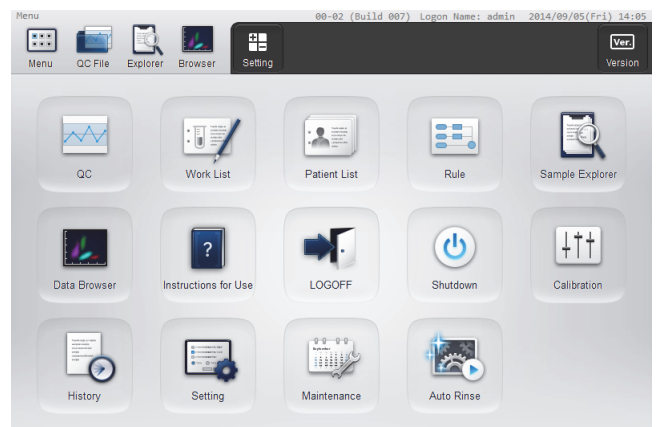 Menu 00-02 (Build 007) Logon Name: admin 2014/09/05(Fri) 14:05
Ver.
Menu QC File Explorer Browser Setting Version
QC Work List Patient List Rule Sample Explorer
?
Data Browser Instructions for Use LOGOFF Shutdown Calibration
September
History Setting Maintenance Auto Rinse